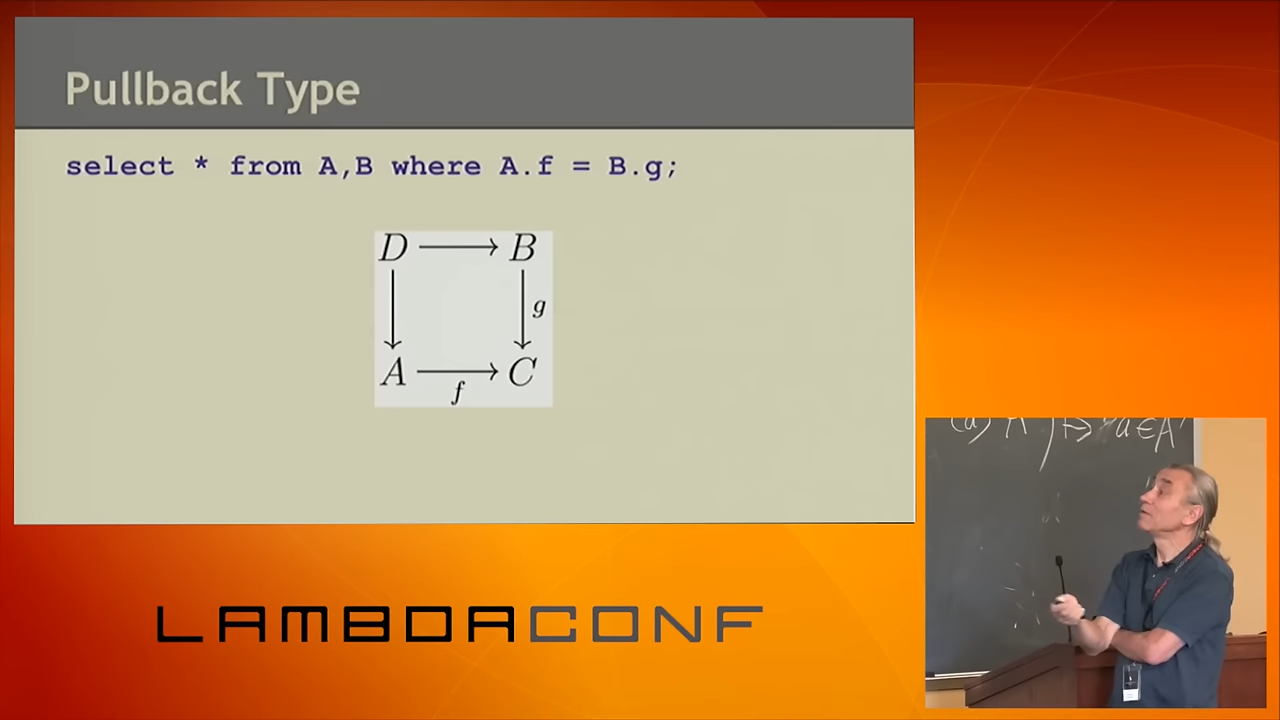 Pullback Type
select * from A,B where A.f = B.g;
D B
g
A C
f
a ∈ A
LAMBDACONF